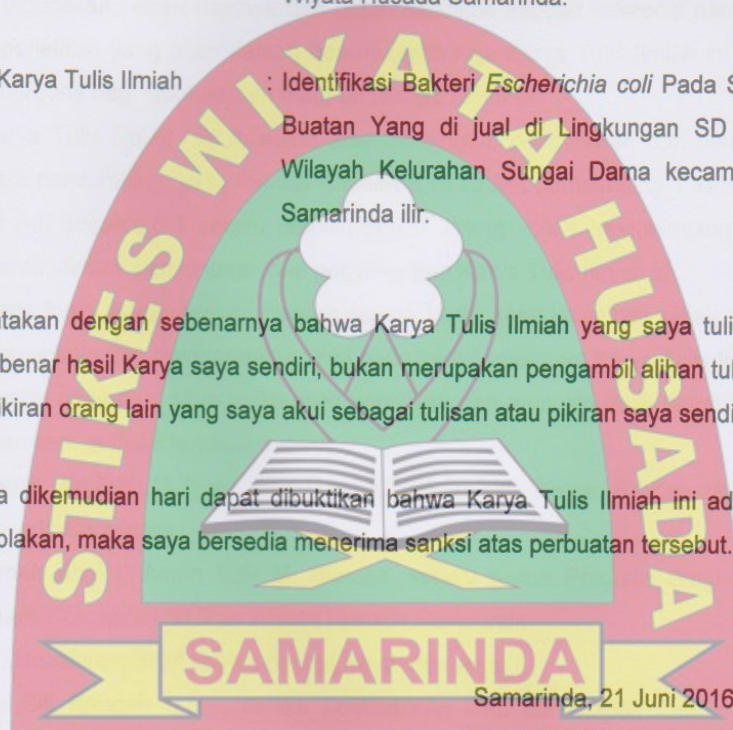 Wiyata Husada Samarinda.
Karya Tulis Ilmiah : Identifikasi Bakteri Escherichia coli Pada S
Buatan Yang di jual di Lingkungan SD
Wilayah Kelurahan Sungai Dama kecam
Samarinda ilir.
takan dengan sebenarnya bahwa Karya Tulis Ilmiah yang saya tuli
benar hasil Karya saya sendiri, bukan merupakan pengambil alihan tul
ikiran orang lain yang saya akui sebagai tulisan atau pikiran saya sendi
a dikemudian hari dapat dibuktikan bahwa Karya Tulis Ilmiah ini ad
olakan, maka saya bersedia menerima sanksi atas perbuatan tersebut.
Samarinda, 21 Juni 2016
STIKES WIYATA HUSADA
SAMARINDA